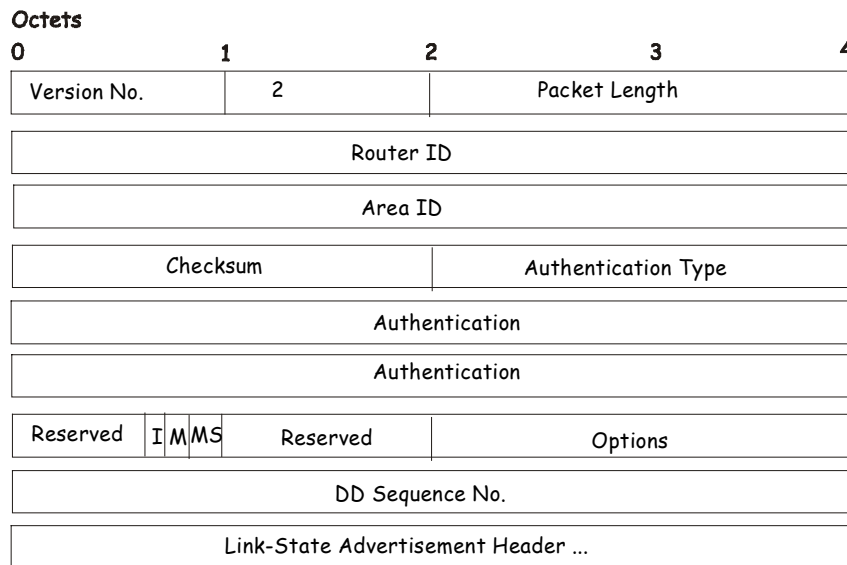 Octets
0 1 2 3 4
Version No. 2 Packet Length
Router ID
Area ID
Checksum Authentication Type
Authentication
Authentication
Reserved I M MS Reserved Options
DD Sequence No.
Link-State Advertisement Header ...